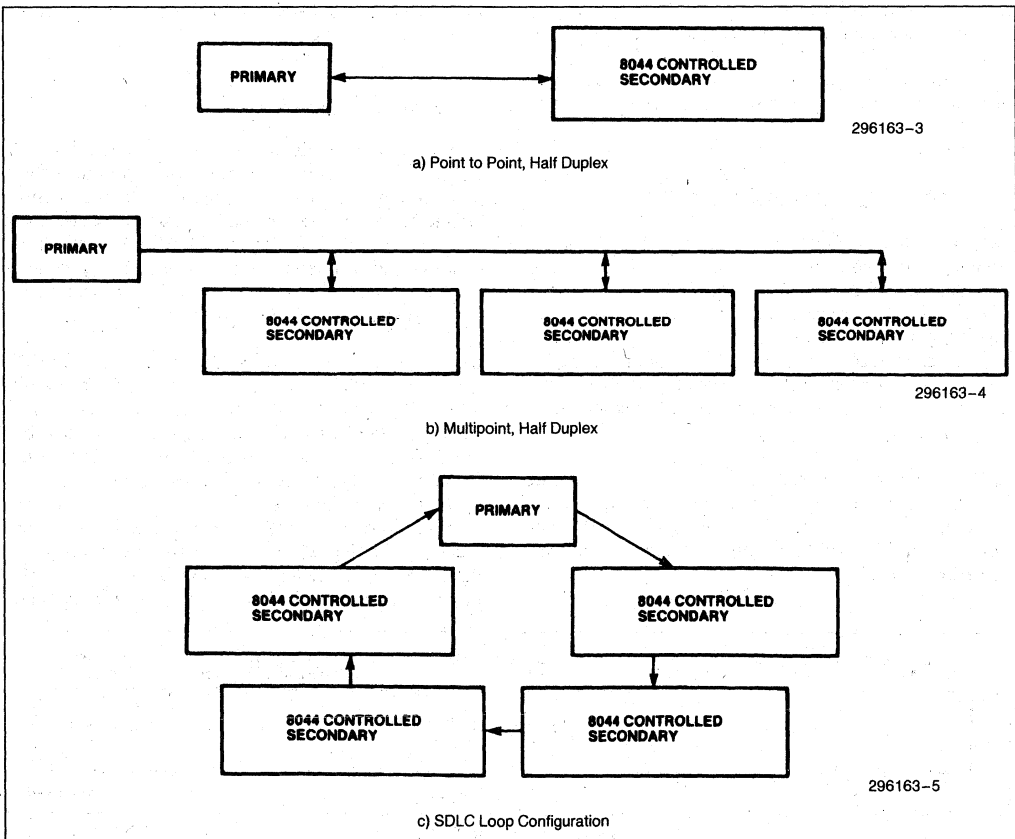 PRIMARY
8044 CONTROLLED
SECONDARY
296163-3
a) Point to Point, Half Duplex
PRIMARY
8044 CONTROLLED
SECONDARY
8044 CONTROLLED
SECONDARY
8044 CONTROLLED
SECONDARY
296163-4
b) Multipoint, Half Duplex
PRIMARY
8044 CONTROLLED
SECONDARY
8044 CONTROLLED
SECONDARY
8044 CONTROLLED
SECONDARY
8044 CONTROLLED
SECONDARY
296163-5
c) SDLC Loop Configuration